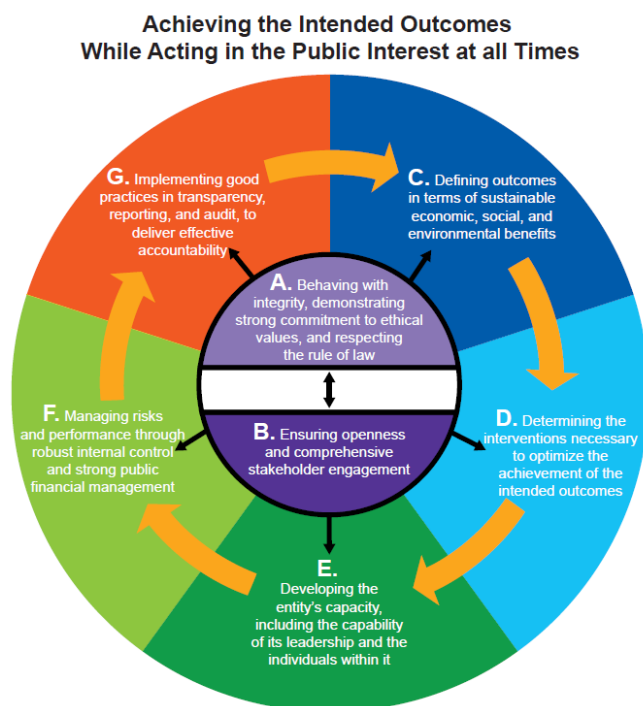 Achieving the Intended Outcomes
While Acting in the Public Interest at all Times
G. Implementing good
practices in transparency,
reporting, and audit, to
deliver effective
accountability
C. Defining outcomes
in terms of sustainable
economic, social, and
environmental benefits
A. Behaving with
integrity, demonstrating
strong commitment to ethical
values, and respecting
the rule of law
B. Ensuring openness
and comprehensive
stakeholder engagement
F. Managing risks
and performance through
robust internal control
and strong public
financial management
D. Determining the
interventions necessary
to optimize the
achievement of the
intended outcomes
E.
Developing the
entity's capacity,
including the capability
of its leadership and the
individuals within it